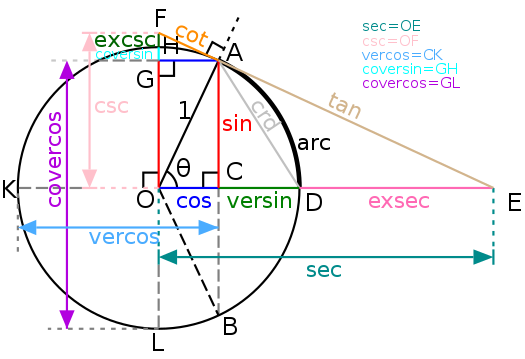 F
sec=OE
csc=OF
vercos=CK
coversin=GH
covercos=GL
excsc
cot
H
A
coversin
G
csc
1
sin
crd
tan
arc
covercos
θ
C
K
O
cos
versin
D
exsec
E
vercos
sec
B
L